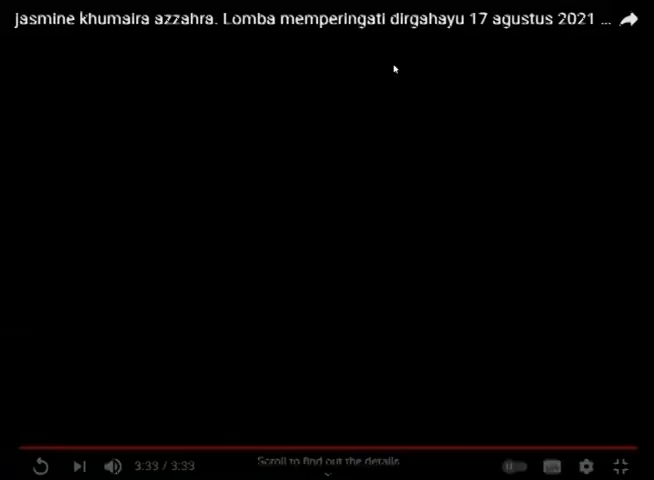 jasmine khumaira azzahra. Lomba memperingati dirgahayu 17 agustus 2021 ...
3:33 / 3:33
Scroll to find out the details